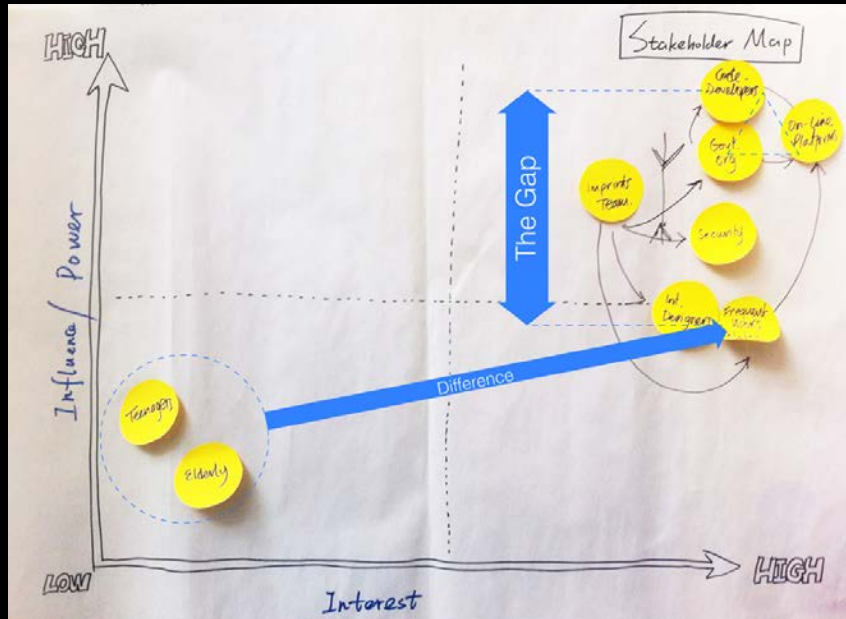 HIGH
Stakeholder Map
Developers
On-line
Platform
Gov't.
org
Imprints
Team.
The Gap
Security
Influence / Power
Int.
Designers
Frequent
Users
Difference
Teenagers
Elderly
LOW
HIGH
Interest